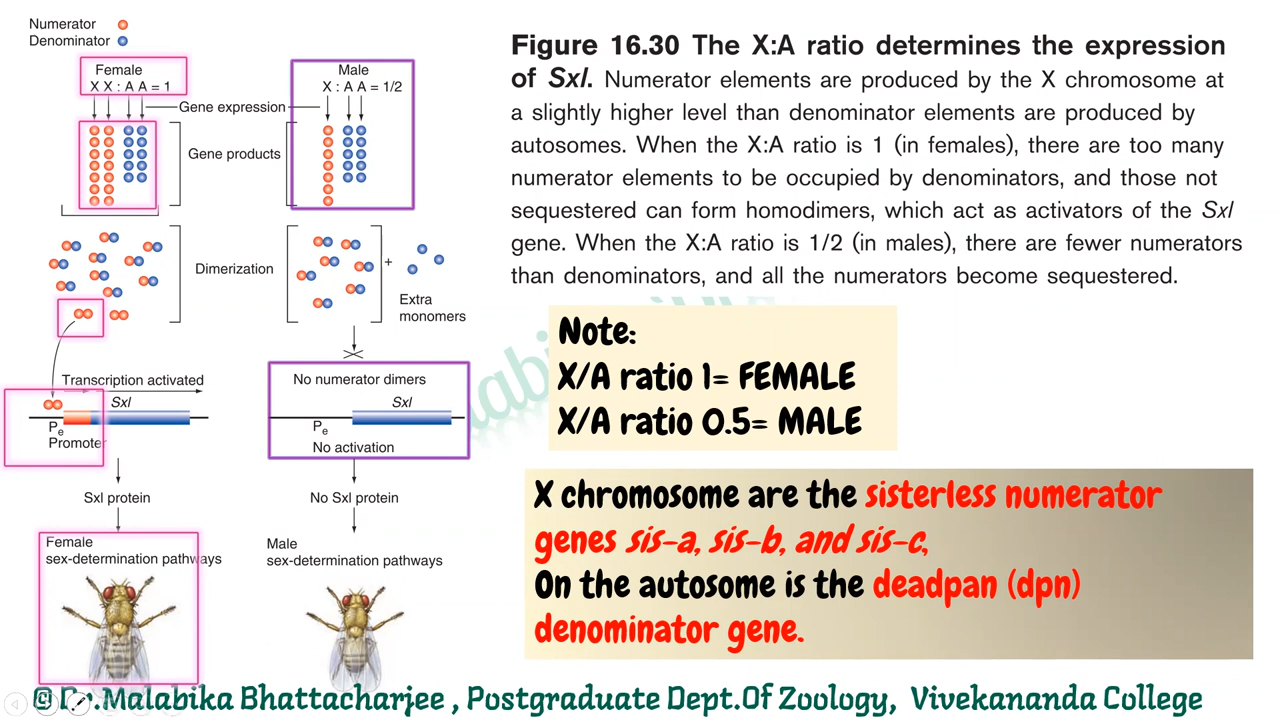 Numerator
Denominator
Female
X X : A A = 1
Male
X : A A = 1/2
Gene expression
Gene products
Dimerization
+
Extra
monomers
Transcription activated
Sxl
Pe
Promoter
No numerator dimers
Sxl
Pe
No activation
Sxl protein
No Sxl protein
Female
sex-determination pathways
Male
sex-determination pathways
Figure 16.30 The X:A ratio determines the expression
of Sxl. Numerator elements are produced by the X chromosome at
a slightly higher level than denominator elements are produced by
autosomes. When the X:A ratio is 1 (in females), there are too many
numerator elements to be occupied by denominators, and those not
sequestered can form homodimers, which act as activators of the Sxl
gene. When the X:A ratio is 1/2 (in males), there are fewer numerators
than denominators, and all the numerators become sequestered.
Note:
X/A ratio 1= FEMALE
X/A ratio 0.5= MALE
X chromosome are the sisterless numerator
genes sis-a, sis-b, and sis-c,
On the autosome is the deadpan (dpn)
denominator gene.
©Dr.Malabika Bhattacharjee , Postgraduate Dept.Of Zoology, Vivekananda College